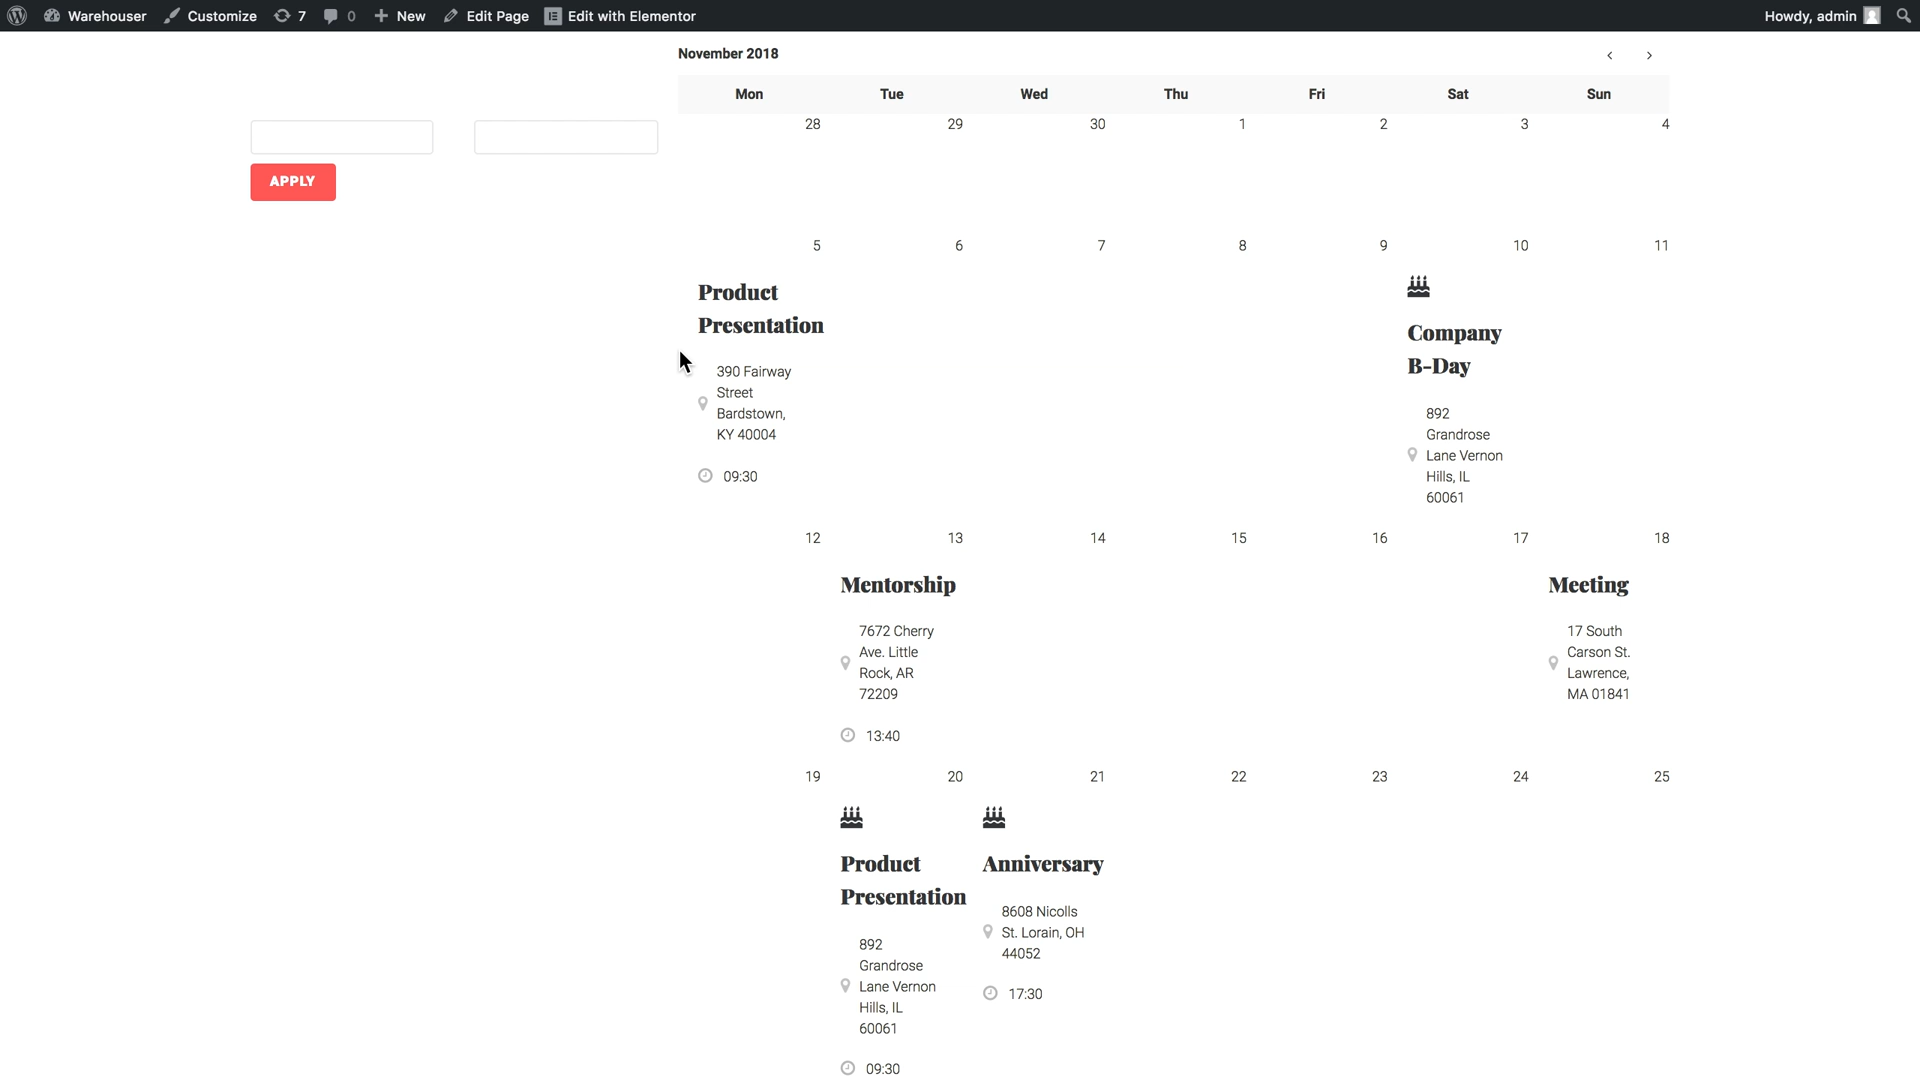 Warehouser Customize 7 0 New Edit Page Edit with Elementor Howdy, admin
November 2018
Mon Tue Wed Thu Fri Sat Sun
28 29 30 1 2 3 4
APPLY
5 6 7 8 9 10 11
Product
Presentation
390 Fairway
Street
Bardstown,
KY 40004
09:30
Company
B-Day
892
Grandrose
Lane Vernon
Hills, IL
60061
12 13 14 15 16 17 18
Mentorship
7672 Cherry
Ave. Little
Rock, AR
72209
13:40
Meeting
17 South
Carson St.
Lawrence,
MA 01841
19 20 21 22 23 24 25
Product
Presentation
892
Grandrose
Lane Vernon
Hills, IL
60061
09:30
Anniversary
8608 Nicolls
St. Lorain, OH
44052
17:30